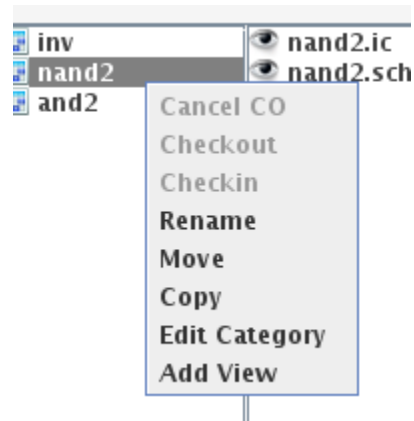 inv
nand2
and2
nand2.ic
nand2.sch
Cancel CO
Checkout
Checkin
Rename
Move
Copy
Edit Category
Add View